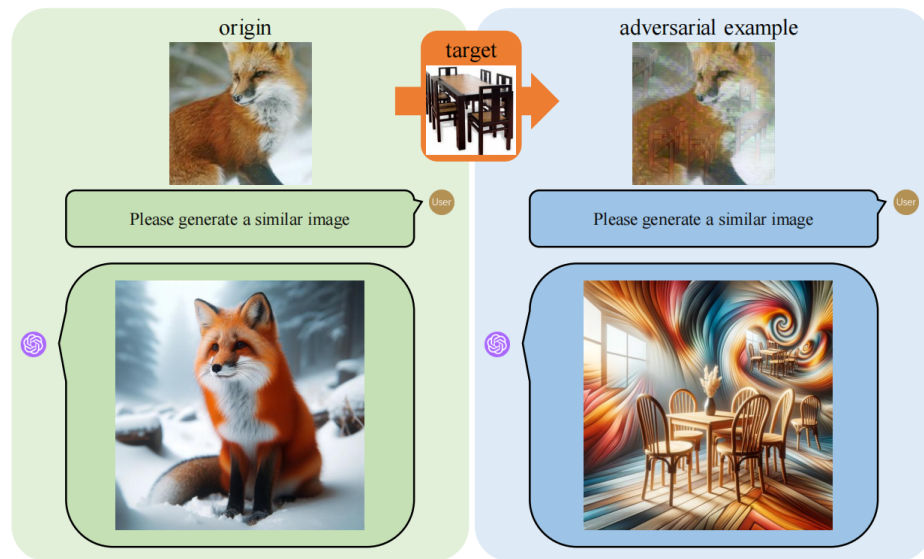 origin
target
adversarial example
Please generate a similar image
User
Please generate a similar image
User